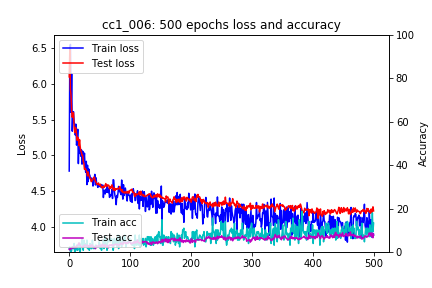 cc1_006: 500 epochs loss and accuracy
Train loss
Test loss
Train acc
Test acc
Loss
6.5
6.0
5.5
5.0
4.5
4.0
Accuracy
100
80
60
40
20
0
0
100
200
300
400
500